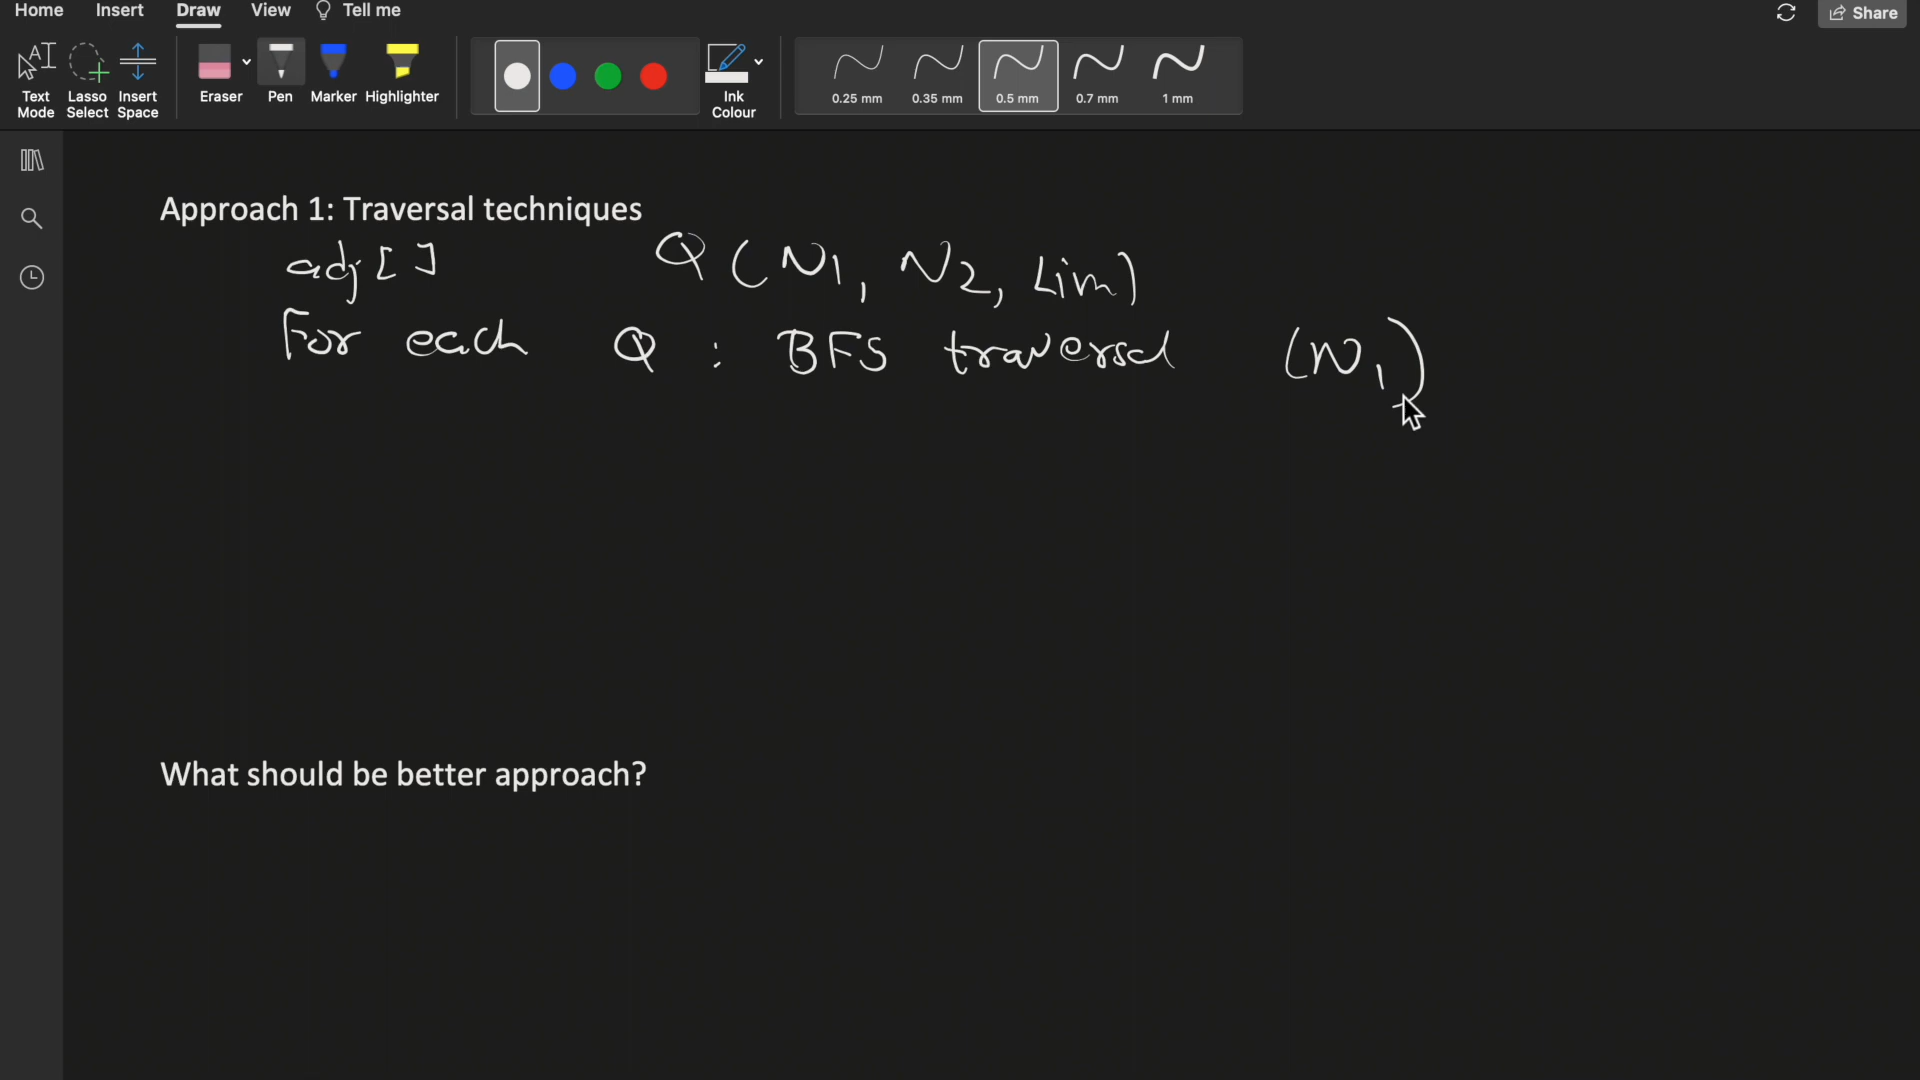 Home Insert Draw View Tell me Share
Text Mode Lasso Select Insert Space Eraser Pen Marker Highlighter Ink Colour 0.25 mm 0.35 mm 0.5 mm 0.7 mm 1 mm
Approach 1: Traversal techniques
adj[] Q(N1, N2, Lim)
For each Q : BFS traversal (N1)
What should be better approach?